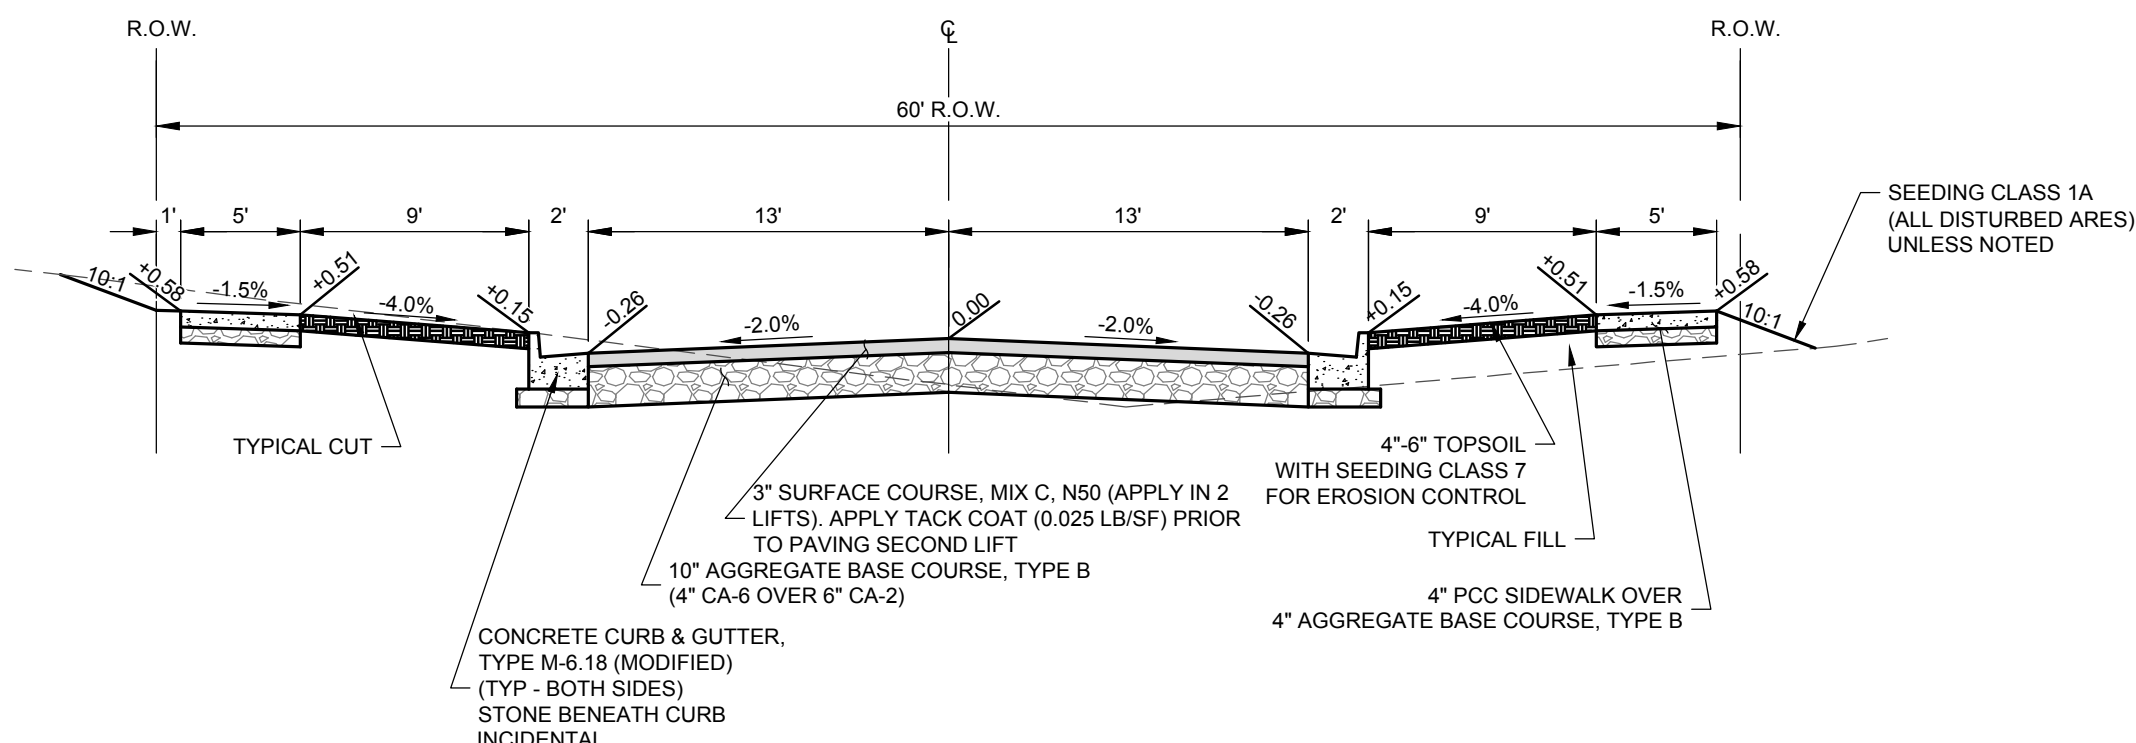 R.O.W.
℄
R.O.W.
60' R.O.W.
1'
5'
9'
2'
13'
13'
2'
9'
5'
SEEDING CLASS 1A
(ALL DISTURBED ARES)
UNLESS NOTED
10:1
+0.58
-1.5%
+0.51
-4.0%
+0.15
-0.26
-2.0%
0.00
-2.0%
-0.26
+0.15
-4.0%
+0.51
-1.5%
+0.58
10:1
TYPICAL CUT
3" SURFACE COURSE, MIX C, N50 (APPLY IN 2
LIFTS). APPLY TACK COAT (0.025 LB/SF) PRIOR
TO PAVING SECOND LIFT
10" AGGREGATE BASE COURSE, TYPE B
(4" CA-6 OVER 6" CA-2)
CONCRETE CURB & GUTTER,
TYPE M-6.18 (MODIFIED)
(TYP - BOTH SIDES)
STONE BENEATH CURB
INCIDENTAL
4"-6" TOPSOIL
WITH SEEDING CLASS 7
FOR EROSION CONTROL
TYPICAL FILL
4" PCC SIDEWALK OVER
4" AGGREGATE BASE COURSE, TYPE B